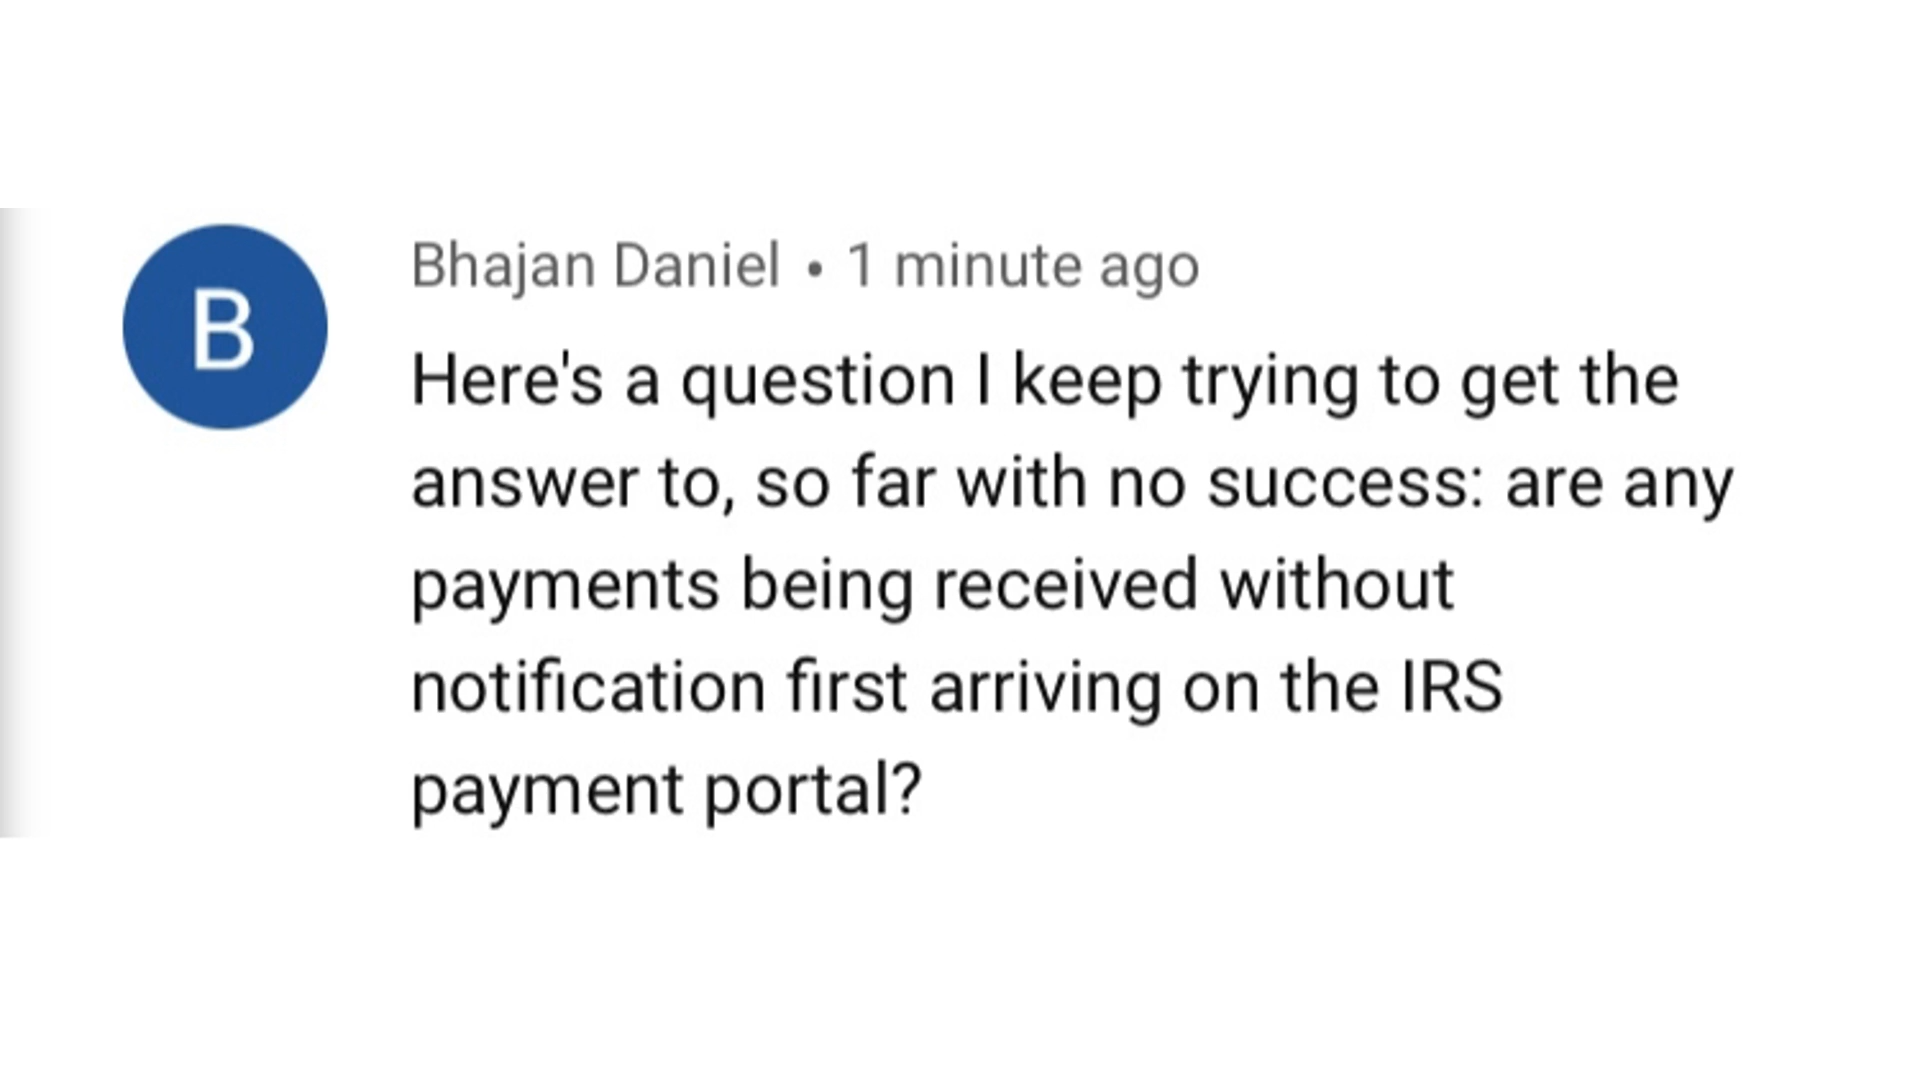 B
Bhajan Daniel • 1 minute ago
Here's a question I keep trying to get the
answer to, so far with no success: are any
payments being received without
notification first arriving on the IRS
payment portal?